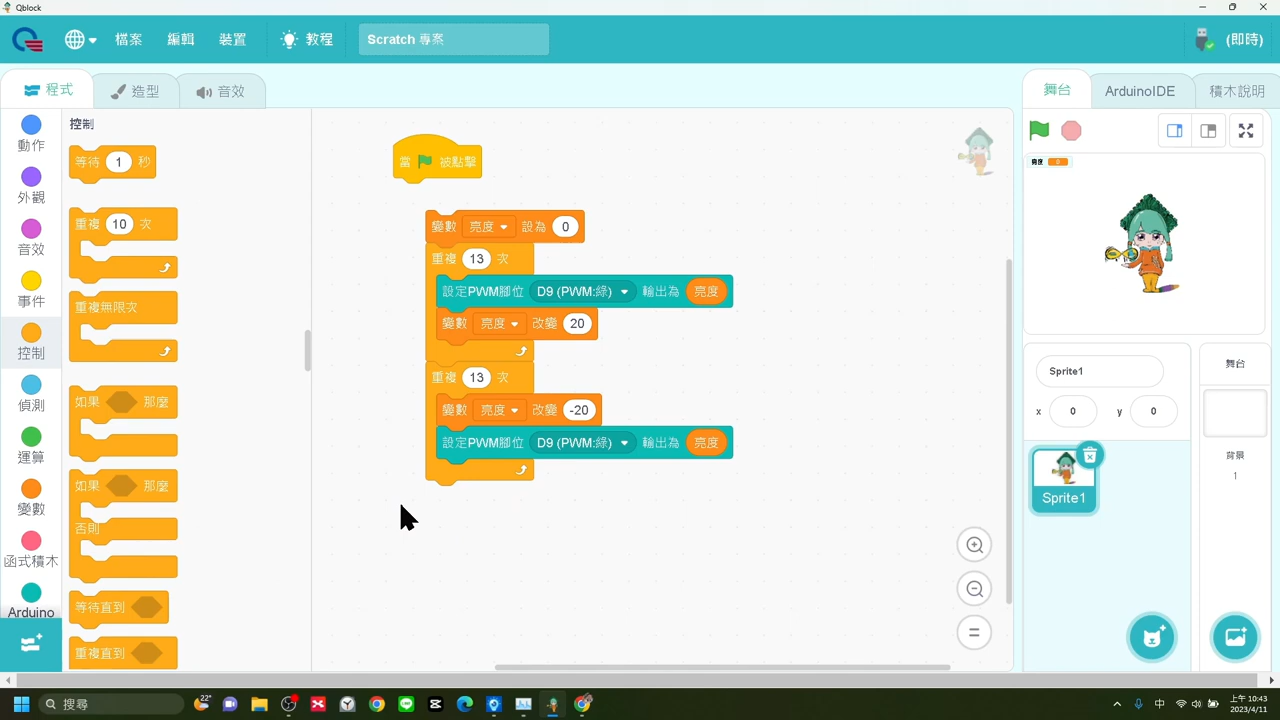 Qblock
檔案
編輯
裝置
教程
Scratch 專案
(即時)
程式
造型
音效
舞台
ArduinoIDE
積木說明
動作
外觀
音效
事件
控制
偵測
運算
變數
函式積木
Arduino
控制
等待 1 秒
重複 10 次
重複無限次
如果 那麼
如果 那麼
否則
等待直到
重複直到
當 被點擊
變數 亮度 設為 0
重複 13 次
設定PWM腳位 D9 (PWM:綠) 輸出為 亮度
變數 亮度 改變 20
重複 13 次
變數 亮度 改變 -20
設定PWM腳位 D9 (PWM:綠) 輸出為 亮度
亮度 0
Sprite1
x 0 y 0
Sprite1
舞台
背景
1
搜尋
22°
中
上午 10:43
2023/4/11